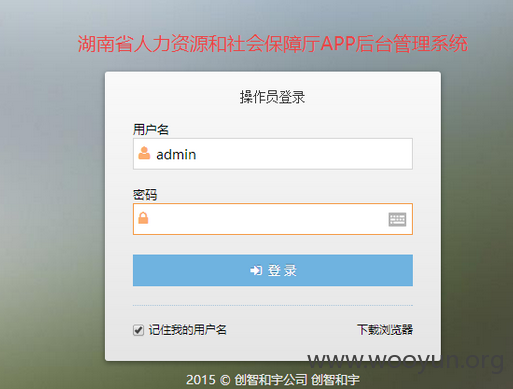 湖南省人力资源和社会保障厅APP后台管理系统
操作员登录
用户名
admin
密码
登 录
记住我的用户名 下载浏览器
www.wooyun.org
2015 © 创智和宇公司 创智和宇